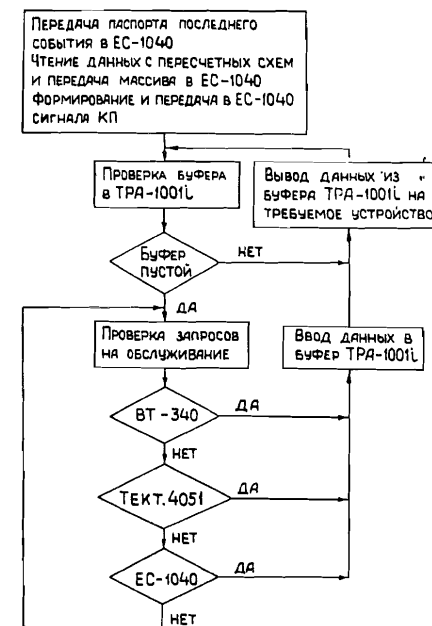 Передача паспорта последнего
события в ЕС-1040
Чтение данных с пересчетных схем
и передача массива в ЕС-1040
Формирование и передача в ЕС-1040
сигнала КП
Проверка буфера
в ТРА-1001i
Вывод данных из
буфера ТРА-1001i на
требуемое устройство
Буфер
пустой
НЕТ
ДА
Проверка запросов
на обслуживание
Ввод данных в
буфер ТРА-1001i
ВТ-340
ДА
НЕТ
Тект.4051
ДА
НЕТ
ЕС-1040
ДА
НЕТ